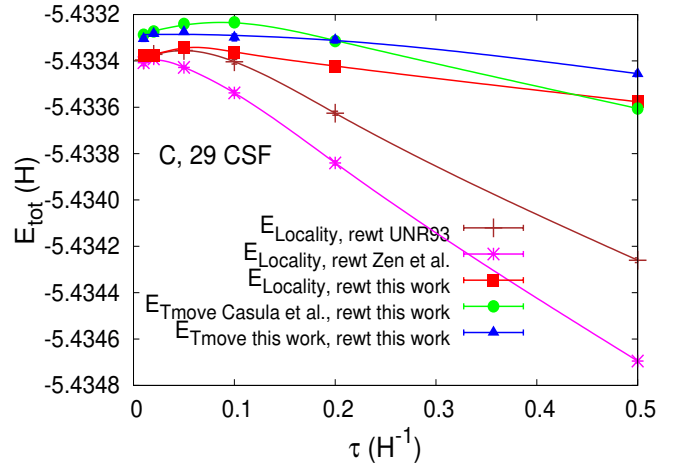 -5.4332
-5.4334
-5.4336
-5.4338
-5.434
-5.4342
-5.4344
-5.4346
-5.4348
E_tot (H)
C, 29 CSF
E_Locality, rewt UNR93
E_Locality, rewt Zen et al.
E_Locality, rewt this work
E_Tmove Casula et al., rewt this work
E_Tmove this work, rewt this work
0 0.1 0.2 0.3 0.4 0.5
τ (H^-1)